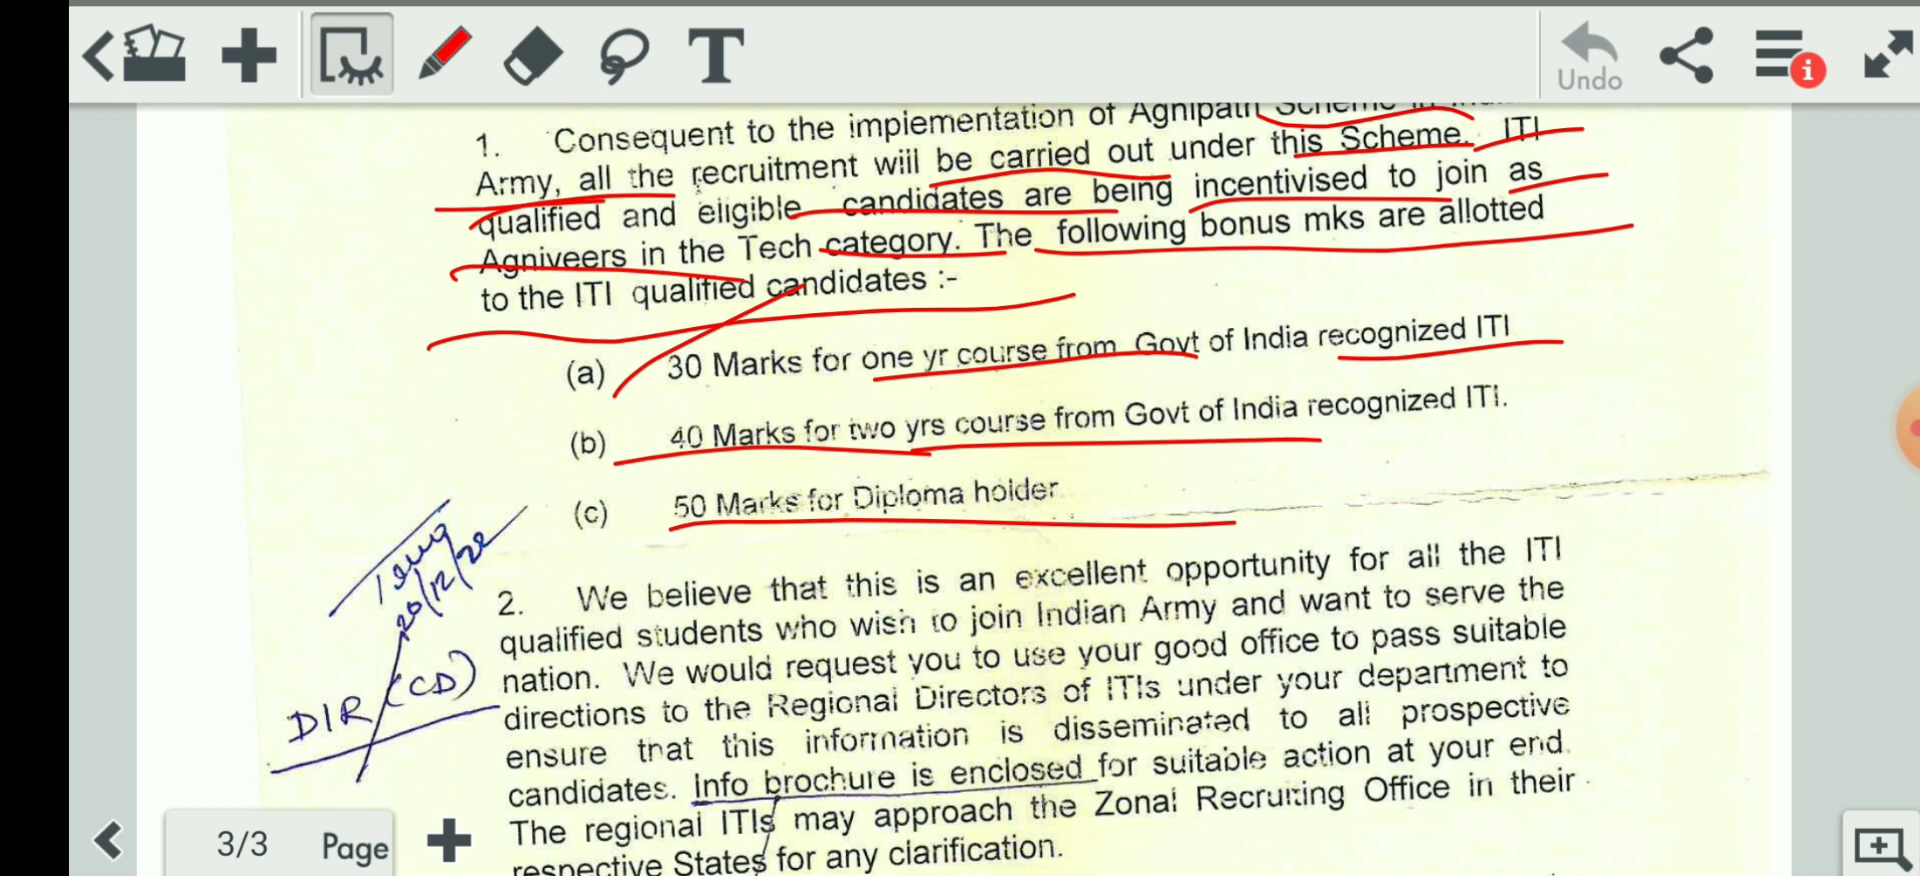 Undo
1. Consequent to the implementation of Agnipath Scheme in
Army, all the recruitment will be carried out under this Scheme. ITI
qualified and eligible candidates are being incentivised to join as
Agniveers in the Tech category. The following bonus mks are allotted
to the ITI qualified candidates :-
(a) 30 Marks for one yr course from Govt of India recognized ITI
(b) 40 Marks for two yrs course from Govt of India recognized ITI.
(c) 50 Marks for Diploma holder
20/12/22
DIR (CD)
2. We believe that this is an excellent opportunity for all the ITI
qualified students who wish to join Indian Army and want to serve the
nation. We would request you to use your good office to pass suitable
directions to the Regional Directors of ITIs under your department to
ensure that this information is disseminated to all prospective
candidates. Info brochure is enclosed for suitable action at your end.
The regional ITIs may approach the Zonal Recruiting Office in their
respective States for any clarification.
3/3 Page